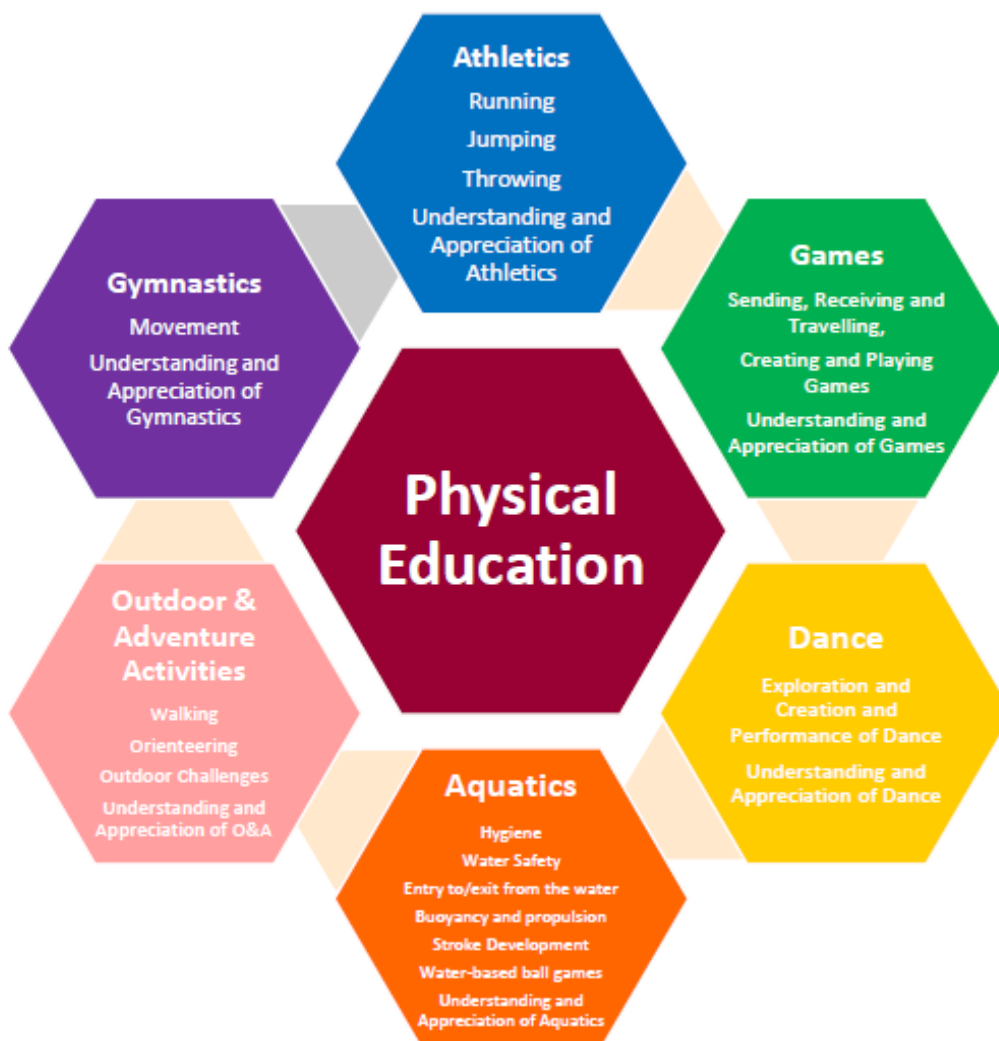 Athletics
Running
Jumping
Throwing
Understanding and
Appreciation of
Athletics
Games
Sending, Receiving and
Travelling,
Creating and Playing
Games
Understanding and
Appreciation of Games
Dance
Exploration and
Creation and
Performance of Dance
Understanding and
Appreciation of Dance
Aquatics
Hygiene
Water Safety
Entry to/exit from the water
Buoyancy and propulsion
Stroke Development
Water-based ball games
Understanding and
Appreciation of Aquatics
Outdoor &
Adventure
Activities
Walking
Orienteering
Outdoor Challenges
Understanding and
Appreciation of O&A
Gymnastics
Movement
Understanding and
Appreciation of
Gymnastics
Physical
Education